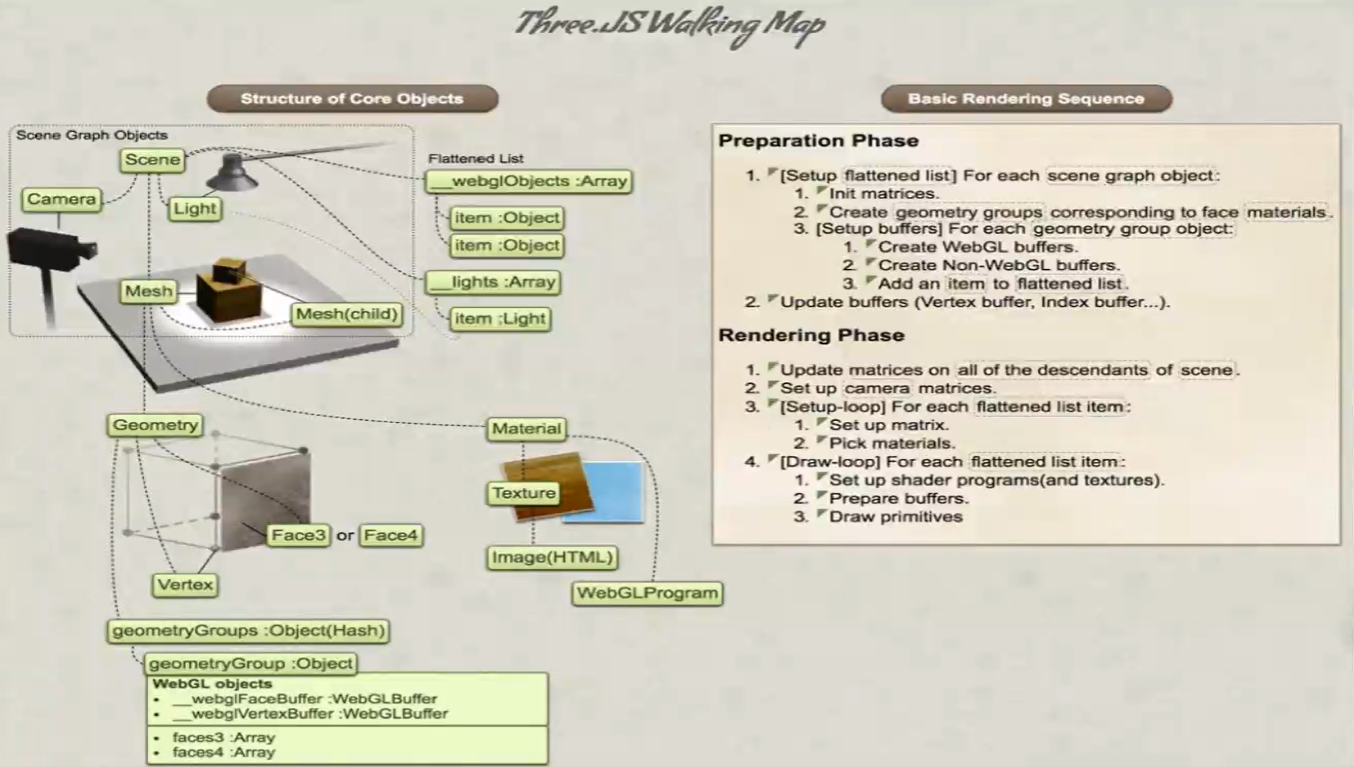 Three.JS Walking Map
Structure of Core Objects
Scene Graph Objects
Scene
Camera
Light
Mesh
Mesh(child)
Flattened List
__webglObjects :Array
item :Object
item :Object
__lights :Array
item :Light
Geometry
Face3 or Face4
Vertex
Material
Texture
Image(HTML)
WebGLProgram
geometryGroups :Object(Hash)
geometryGroup :Object
WebGL objects
• __webglFaceBuffer :WebGLBuffer
• __webglVertexBuffer :WebGLBuffer
• faces3 :Array
• faces4 :Array
Basic Rendering Sequence
Preparation Phase
1. [Setup flattened list] For each scene graph object:
1. Init matrices.
2. Create geometry groups corresponding to face materials.
3. [Setup buffers] For each geometry group object:
1. Create WebGL buffers.
2. Create Non-WebGL buffers.
3. Add an item to flattened list.
2. Update buffers (Vertex buffer, Index buffer...).
Rendering Phase
1. Update matrices on all of the descendants of scene.
2. Set up camera matrices.
3. [Setup-loop] For each flattened list item:
1. Set up matrix.
2. Pick materials.
4. [Draw-loop] For each flattened list item:
1. Set up shader programs(and textures).
2. Prepare buffers.
3. Draw primitives